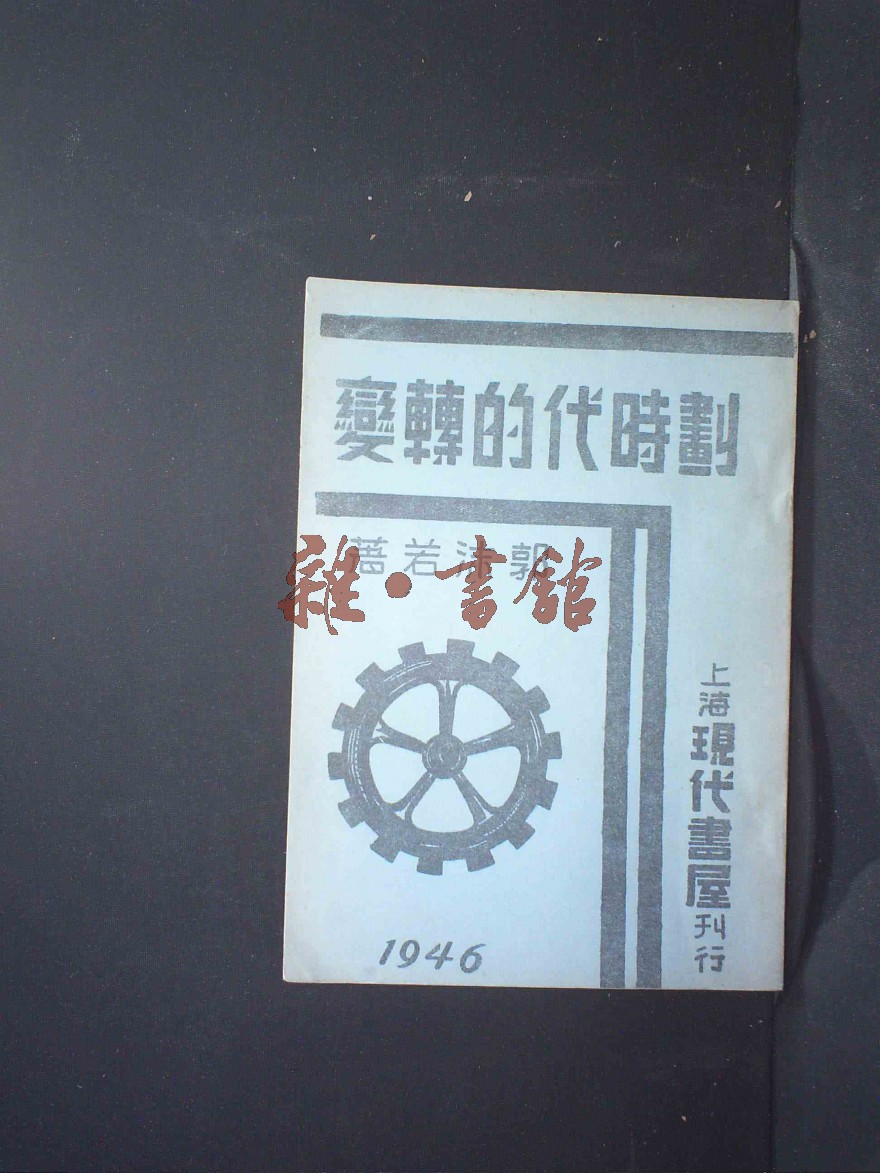 劃時代的轉變
郭沫若著
雜·書館
上海現代書屋刋行
1946